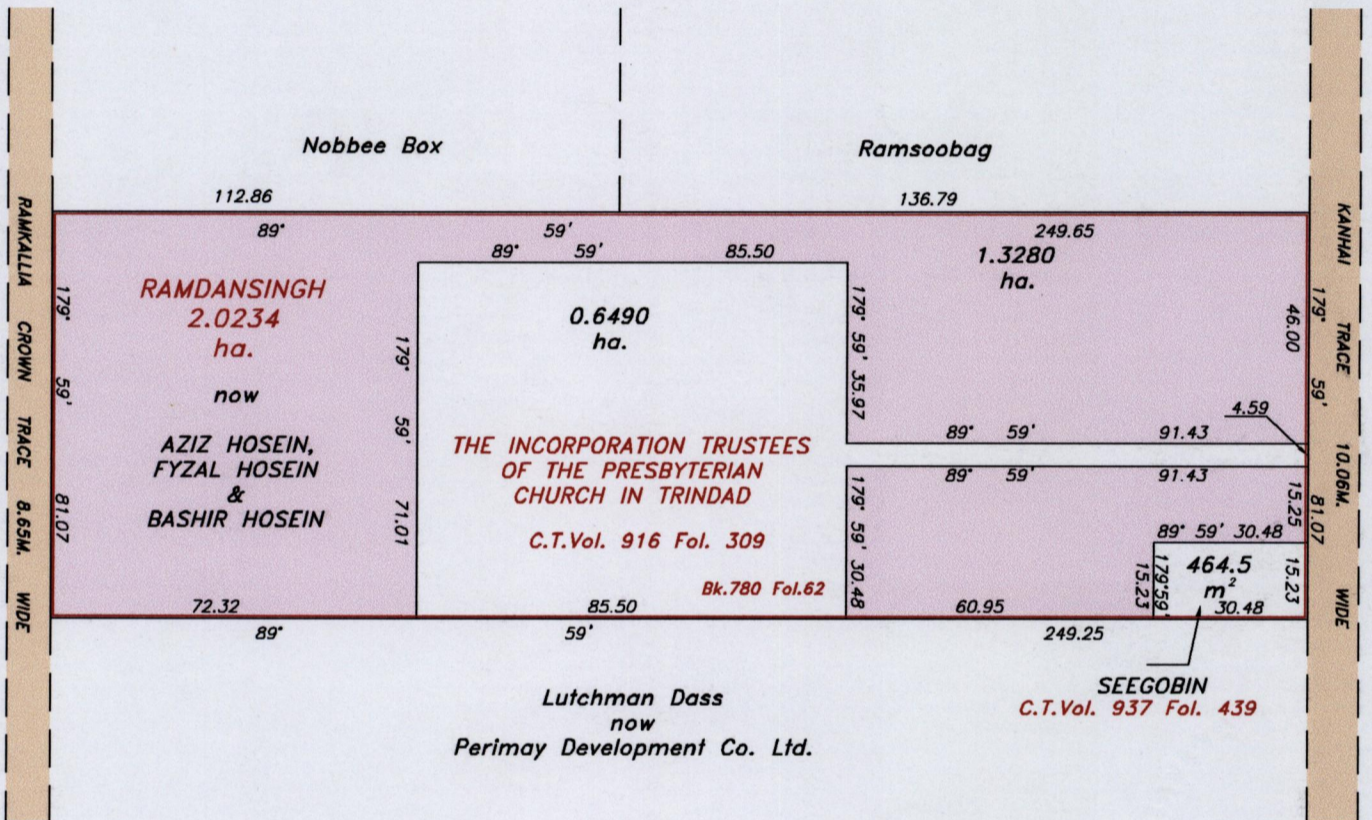 Nobbee Box
Ramsoobag
112.86
136.79
89° 59' 249.65
89° 59' 85.50
1.3280
ha.
RAMKALLIA CROWN TRACE 8.65M. WIDE
KANHAI TRACE 10.06M. WIDE
179° 59' 81.07
RAMDANSINGH
2.0234
ha.
now
AZIZ HOSEIN,
FYZAL HOSEIN
&
BASHIR HOSEIN
179° 59' 71.01
0.6490
ha.
THE INCORPORATION TRUSTEES
OF THE PRESBYTERIAN
CHURCH IN TRINDAD
C.T.Vol. 916 Fol. 309
Bk.780 Fol.62
179° 59' 35.97
46.00
179° 59' 81.07
4.59
89° 59' 91.43
89° 59' 91.43
179° 59' 30.48
15.25
89° 59' 30.48
15.23
179°59'
464.5
m²
15.23
30.48
72.32
85.50
60.95
89° 59' 249.25
SEEGOBIN
C.T.Vol. 937 Fol. 439
Lutchman Dass
now
Perimay Development Co. Ltd.